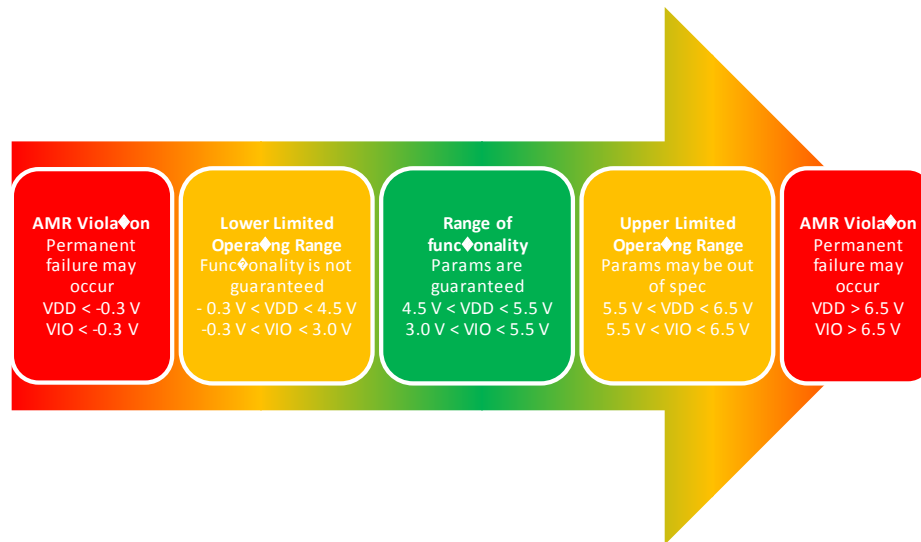 AMR Viola�on
Permanent
failure may
occur
VDD < -0.3 V
VIO < -0.3 V
Lower Limited
Opera�ng Range
Func�onality is not
guaranteed
- 0.3 V < VDD < 4.5 V
-0.3 V < VIO < 3.0 V
Range of
func�onality
Params are
guaranteed
4.5 V < VDD < 5.5 V
3.0 V < VIO < 5.5 V
Upper Limited
Opera�ng Range
Params may be out
of spec
5.5 V < VDD < 6.5 V
5.5 V < VIO < 6.5 V
AMR Viola�on
Permanent
failure may
occur
VDD > 6.5 V
VIO > 6.5 V